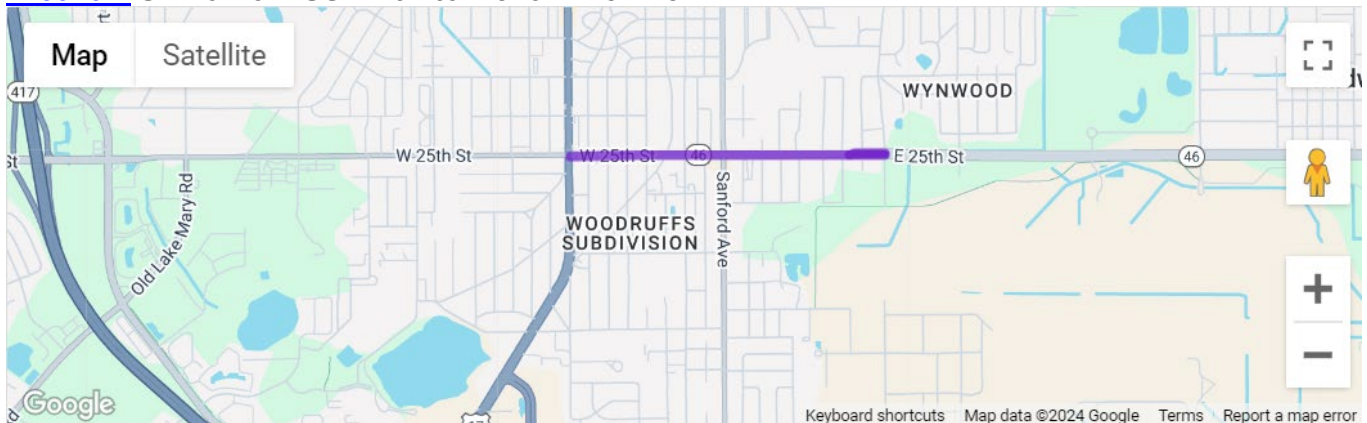 Map
Satellite
WYNWOOD
417
St
W 25th St
W 25th St
46
E 25th St
46
Old Lake Mary Rd
Sanford Ave
WOODRUFFS
SUBDIVISION
Google
Keyboard shortcuts
Map data ©2024 Google
Terms
Report a map error